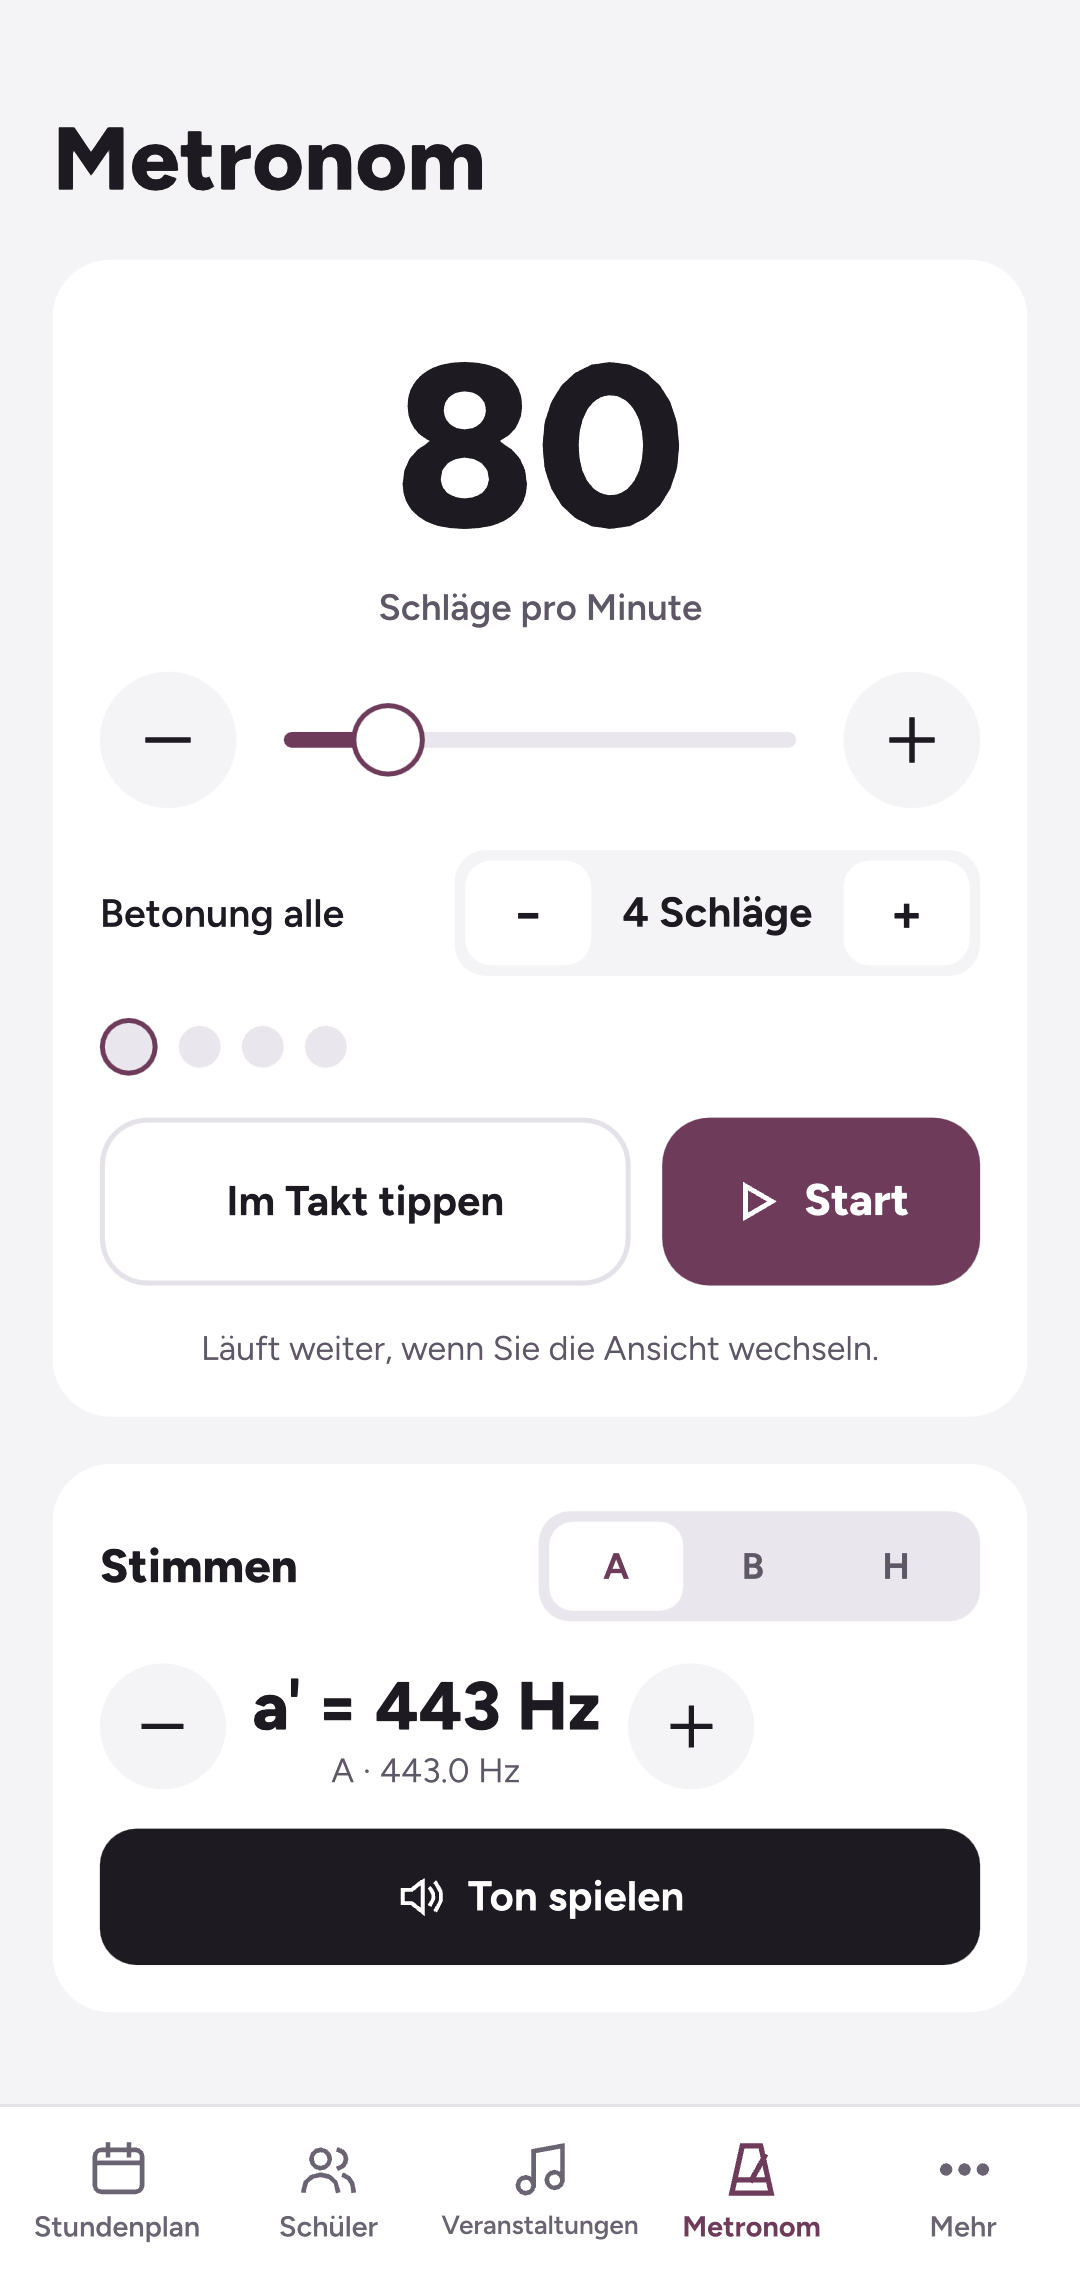 Metronom
80
Schläge pro Minute
Betonung alle
– 4 Schläge +
Im Takt tippen
Start
Läuft weiter, wenn Sie die Ansicht wechseln.
Stimmen
A B H
a' = 443 Hz
A · 443.0 Hz
Ton spielen
Stundenplan Schüler Veranstaltungen Metronom Mehr